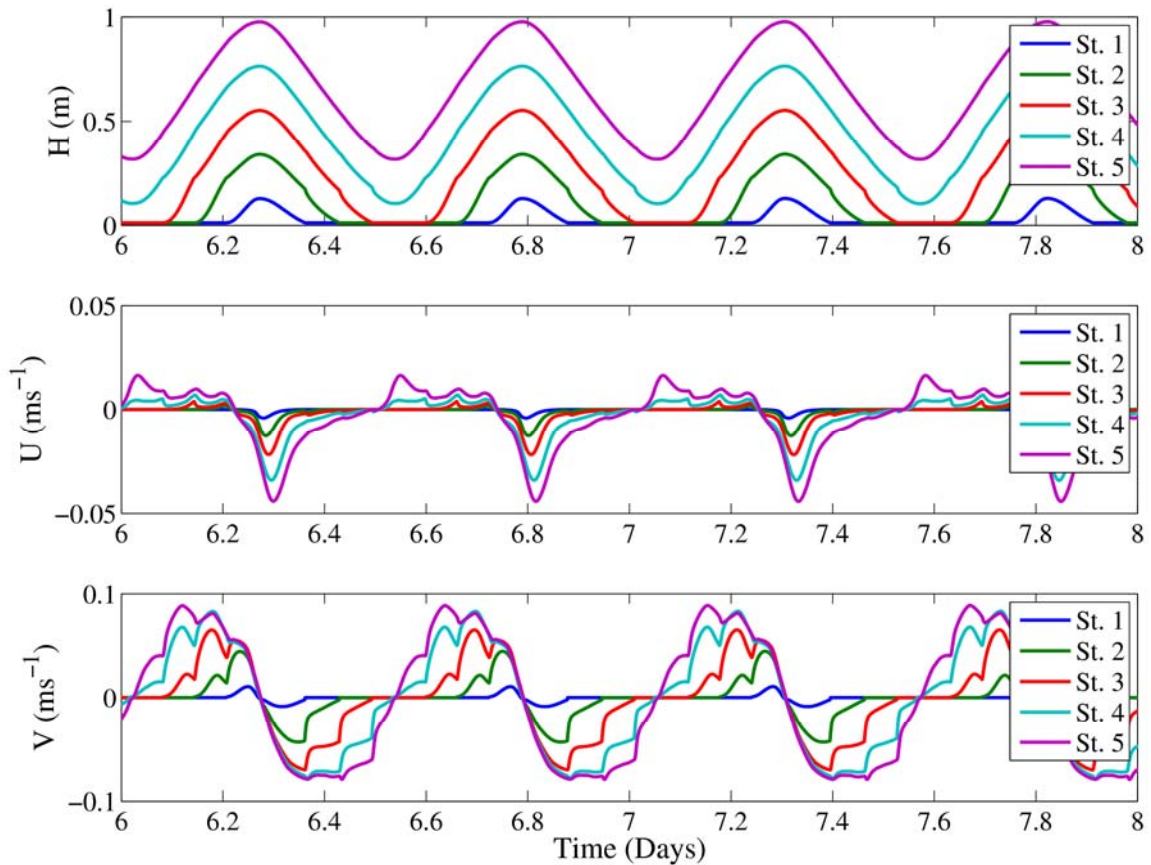 1
0.5
0
H (m)
6 6.2 6.4 6.6 6.8 7 7.2 7.4 7.6 7.8 8
St. 1
St. 2
St. 3
St. 4
St. 5
0.05
0
−0.05
U (ms⁻¹)
6 6.2 6.4 6.6 6.8 7 7.2 7.4 7.6 7.8 8
St. 1
St. 2
St. 3
St. 4
St. 5
0.1
0
−0.1
V (ms⁻¹)
6 6.2 6.4 6.6 6.8 7 7.2 7.4 7.6 7.8 8
St. 1
St. 2
St. 3
St. 4
St. 5
Time (Days)